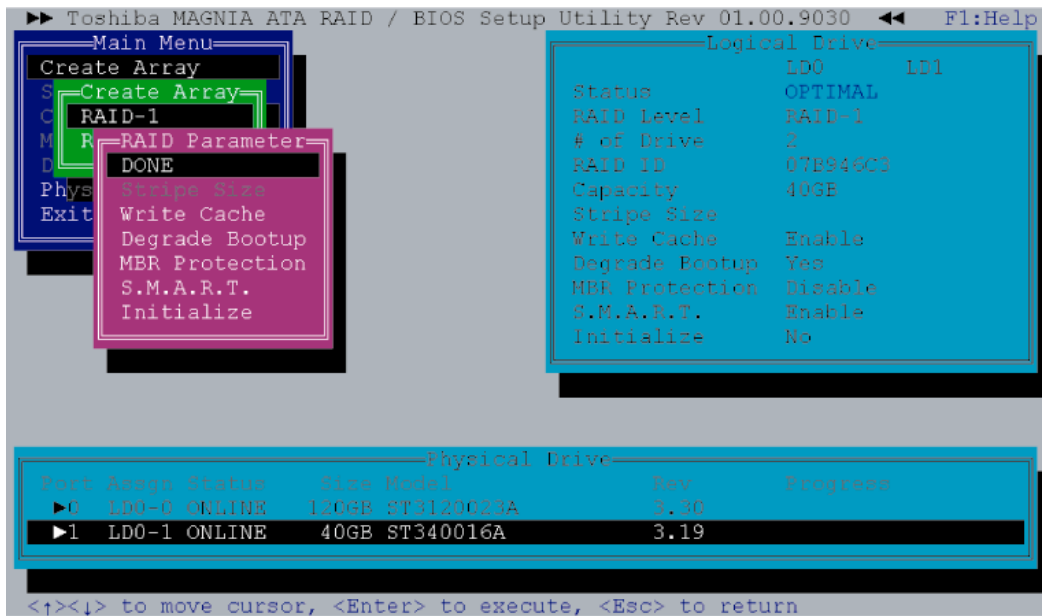 ►► Toshiba MAGNIA ATA RAID / BIOS Setup Utility Rev 01.00.9030 ◄◄ F1:Help
Main Menu
Create Array
S
C
M
D
Phys
Exit
Create Array
RAID-1
R
RAID Parameter
DONE
Stripe Size
Write Cache
Degrade Bootup
MBR Protection
S.M.A.R.T.
Initialize
Logical Drive
LD0 LD1
Status OPTIMAL
RAID Level RAID-1
# of Drive 2
RAID ID 07B946C3
Capacity 40GB
Stripe Size
Write Cache Enable
Degrade Bootup Yes
MBR Protection Disable
S.M.A.R.T. Enable
Initialize No
Physical Drive
Port Assgn Status Size Model Rev Progress
►0 LD0-0 ONLINE 120GB ST3120023A 3.30
►1 LD0-1 ONLINE 40GB ST340016A 3.19
<↑><↓> to move cursor, <Enter> to execute, <Esc> to return